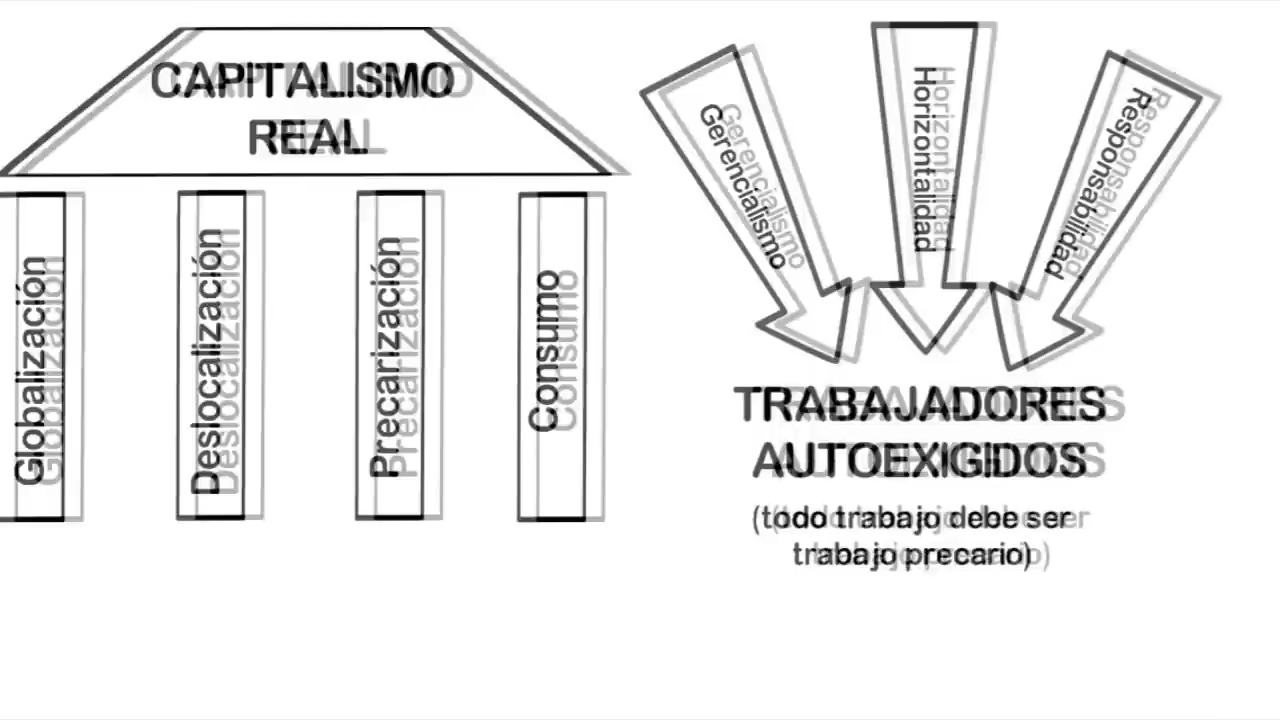 CAPITALISMO
REAL
Globalización
Deslocalización
Precarización
Consumo
Gerencialismo
Horizontalidad
Responsabilidad
TRABAJADORES
AUTOEXIGIDOS
(todo trabajo debe ser
trabajo precario)